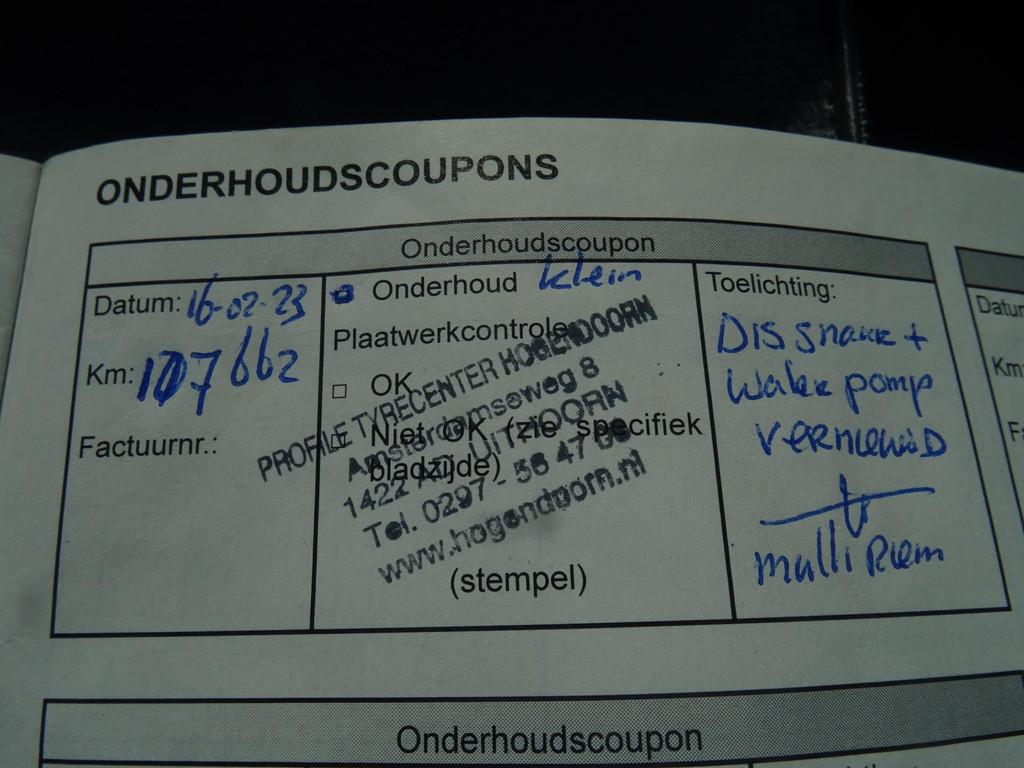 ONDERHOUDSCOUPONS
Onderhoudscoupon
Datum: 16-02-23
Km: 107662
Factuurnr.:
Onderhoud klein
Plaatwerkcontrole
OK
Niet OK (zie specifiek
bladzijde)
PROFILE TYRECENTER HOGENDOORN
Amsterdamseweg 8
1422 UITHOORN
Tel. 0297 - 56 47
www.hogendoorn.nl
(stempel)
Toelichting:
DIS snaar +
Water pomp
VERNIEUWD
+
multi Riem
Datum
Km
F
Onderhoudscoupon